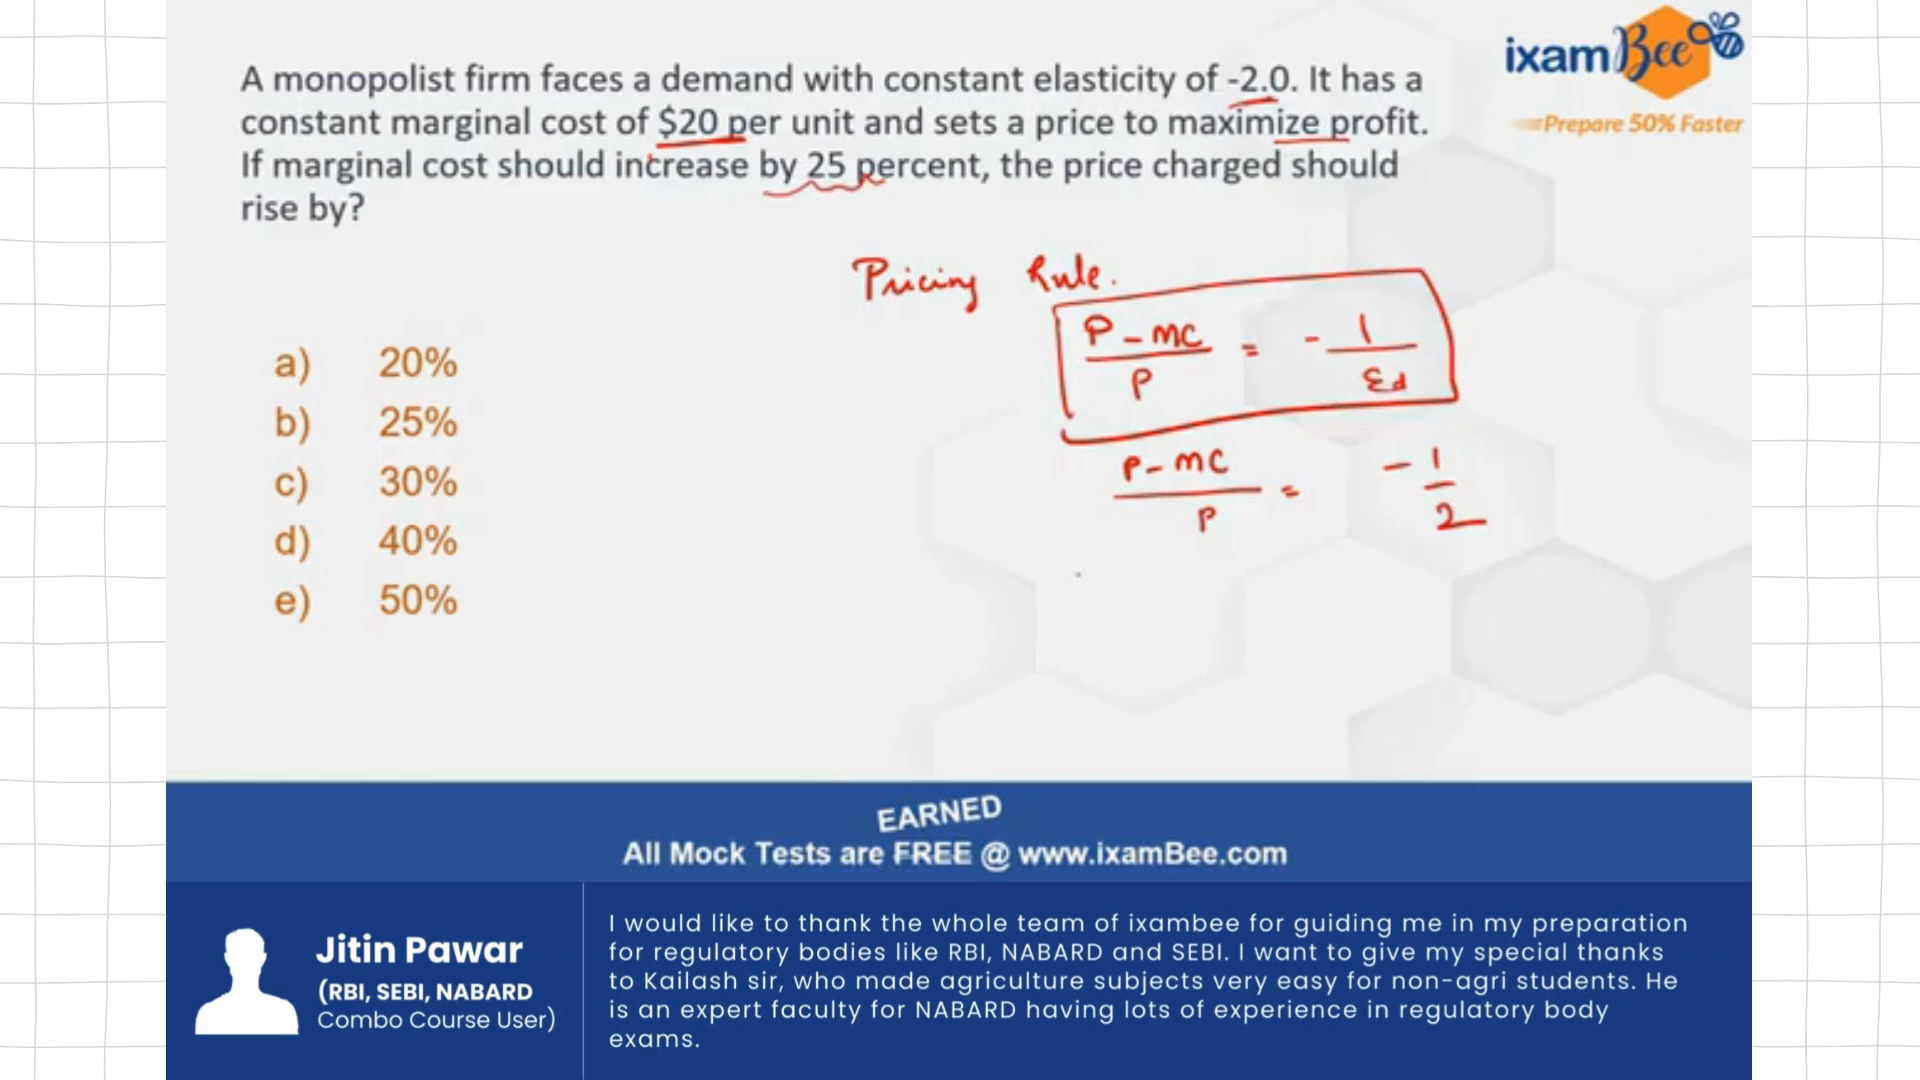 ixamBee
Prepare 50% Faster
A monopolist firm faces a demand with constant elasticity of -2.0. It has a
constant marginal cost of $20 per unit and sets a price to maximize profit.
If marginal cost should increase by 25 percent, the price charged should
rise by?
Pricing Rule.
P - MC
= - 1
P
Ed
P - MC
= - 1
P
2
a) 20%
b) 25%
c) 30%
d) 40%
e) 50%
EARNED
All Mock Tests are FREE @ www.ixamBee.com
Jitin Pawar
(RBI, SEBI, NABARD
Combo Course User)
I would like to thank the whole team of ixambee for guiding me in my preparation
for regulatory bodies like RBI, NABARD and SEBI. I want to give my special thanks
to Kailash sir, who made agriculture subjects very easy for non-agri students. He
is an expert faculty for NABARD having lots of experience in regulatory body
exams.